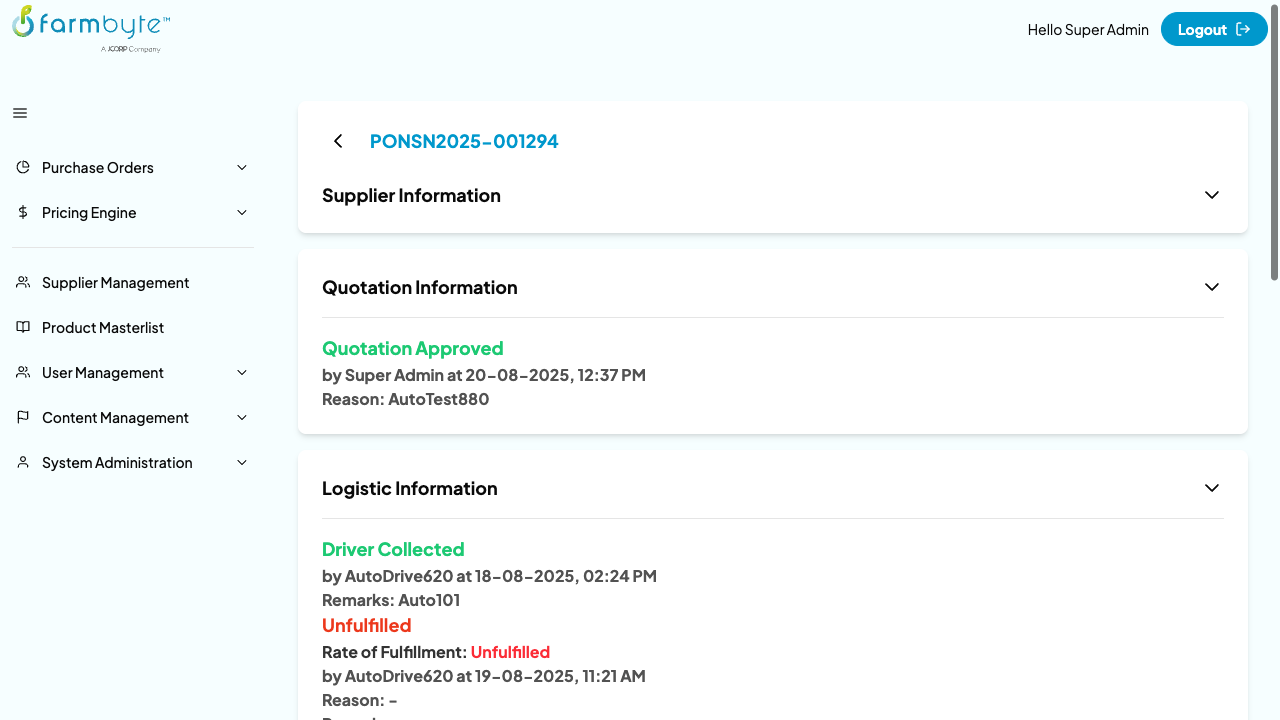 farmbyte™
A JCORP Company
Hello Super Admin
Logout
Purchase Orders
Pricing Engine
Supplier Management
Product Masterlist
User Management
Content Management
System Administration
PONSN2025-001294
Supplier Information
Quotation Information
Quotation Approved
by Super Admin at 20-08-2025, 12:37 PM
Reason: AutoTest880
Logistic Information
Driver Collected
by AutoDrive620 at 18-08-2025, 02:24 PM
Remarks: Auto101
Unfulfilled
Rate of Fulfillment: Unfulfilled
by AutoDrive620 at 19-08-2025, 11:21 AM
Reason: -